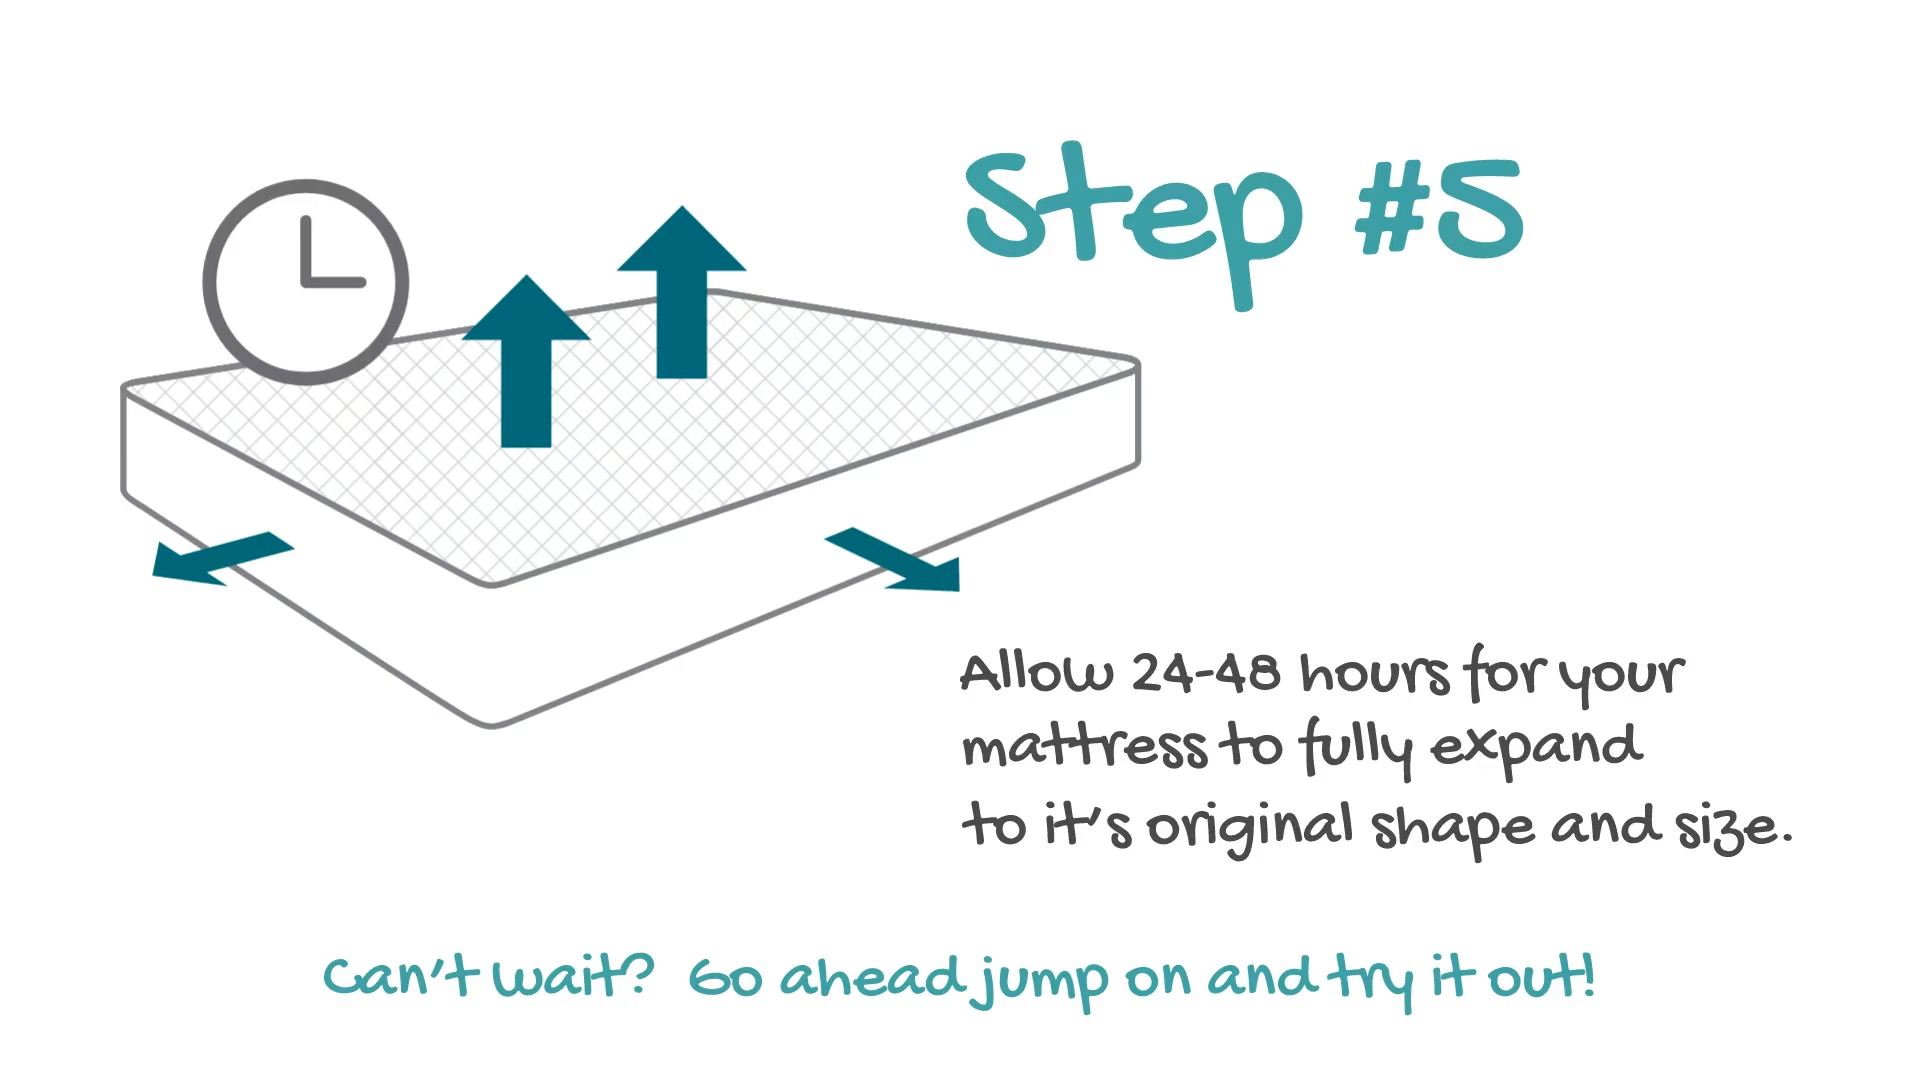 Step #5
Allow 24-48 hours for your
mattress to fully expand
to it's original shape and size.
Can't wait? Go ahead jump on and try it out!